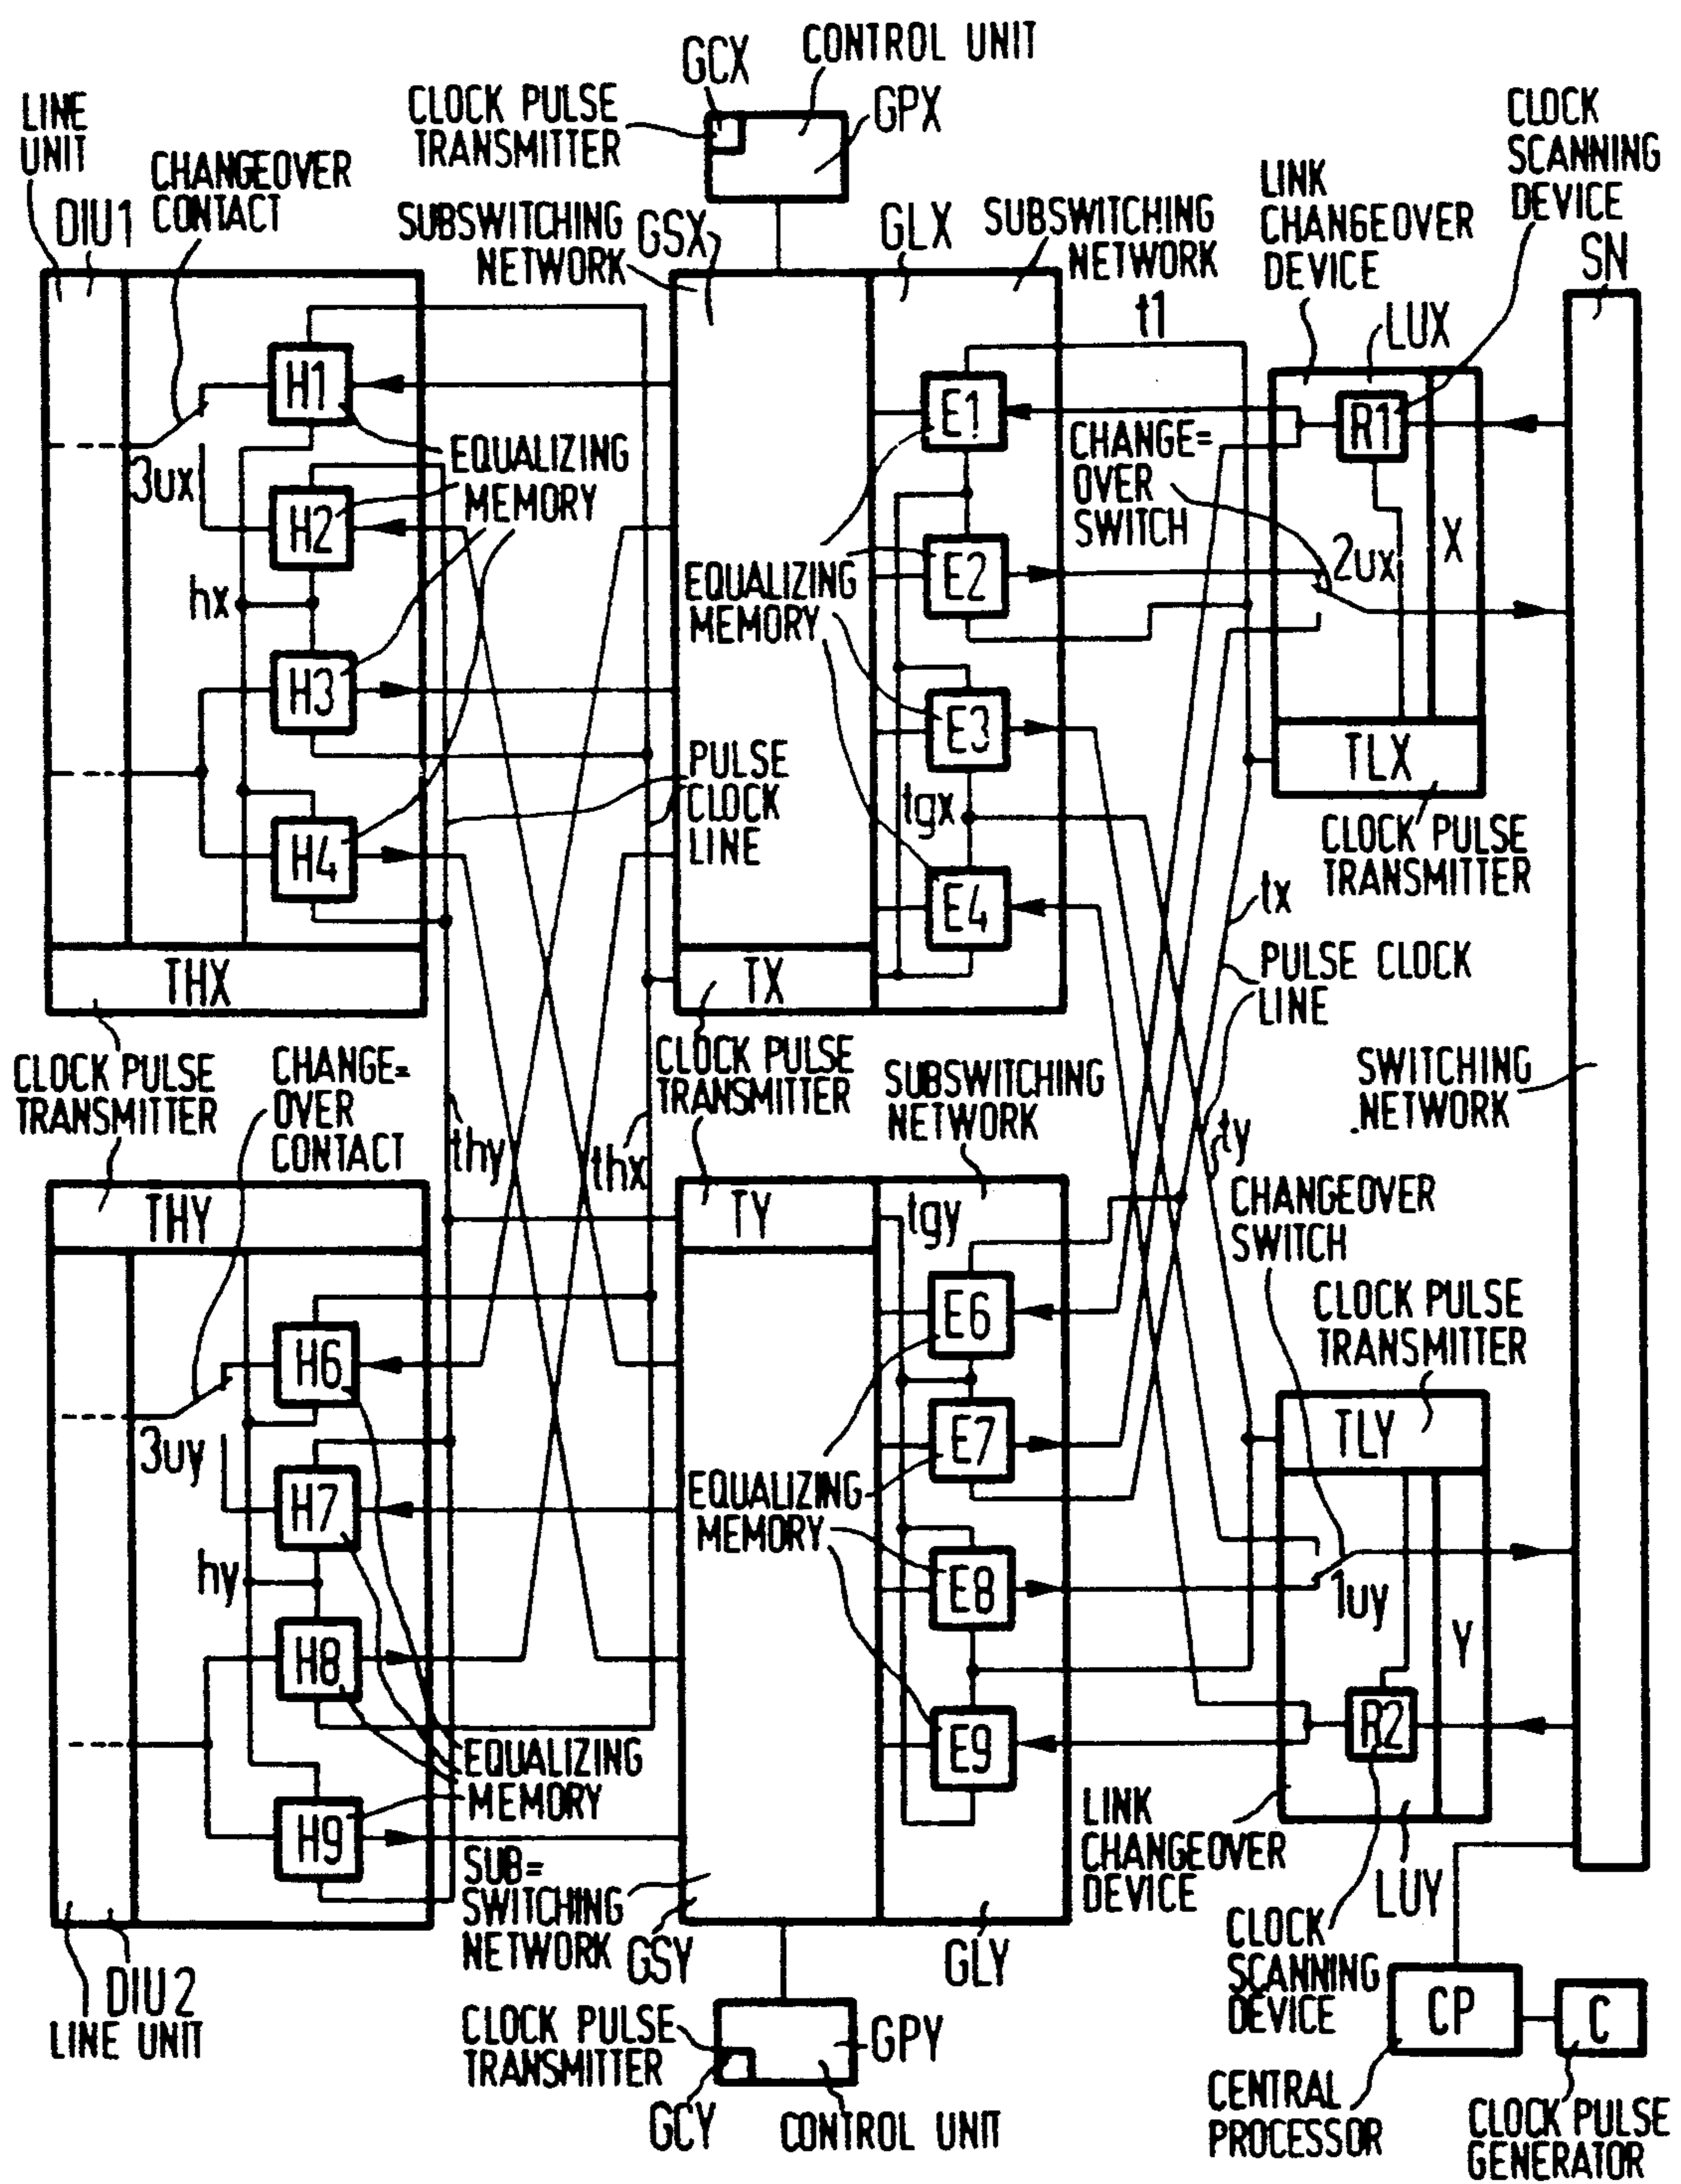 GCX
CONTROL UNIT
CLOCK PULSE
TRANSMITTER
GPX
LINE
UNIT
CHANGEOVER
CONTACT
DIU1
SUBSWITCHING
NETWORK
GSX
GLX
SUBSWITCHING
NETWORK
LINK
CHANGEOVER
DEVICE
CLOCK
SCANNING
DEVICE
SN
t1
LUX
H1
E1
R1
EQUALIZING
MEMORY
CHANGE=
OVER
SWITCH
3ux
H2
E2
2ux
X
EQUALIZING
MEMORY
hx
H3
E3
TLX
PULSE
CLOCK
LINE
tgx
CLOCK PULSE
TRANSMITTER
H4
E4
tx
THX
TX
PULSE CLOCK
LINE
CLOCK PULSE
TRANSMITTER
CHANGE=
OVER
CONTACT
CLOCK PULSE
TRANSMITTER
SUBSWITCHING
NETWORK
SWITCHING
NETWORK
thy
thx
ty
THY
TY
tgy
CHANGEOVER
SWITCH
CLOCK PULSE
TRANSMITTER
H6
E6
3uy
E7
TLY
H7
EQUALIZING
MEMORY
hy
E8
1uy
Y
H8
E9
R2
EQUALIZING
MEMORY
H9
LINK
CHANGEOVER
DEVICE
LUY
SUB=
SWITCHING
NETWORK
GSY
GLY
CLOCK
SCANNING
DEVICE
DIU2
LINE UNIT
CLOCK PULSE
TRANSMITTER
GPY
CP
C
GCY
CONTROL UNIT
CENTRAL
PROCESSOR
CLOCK PULSE
GENERATOR